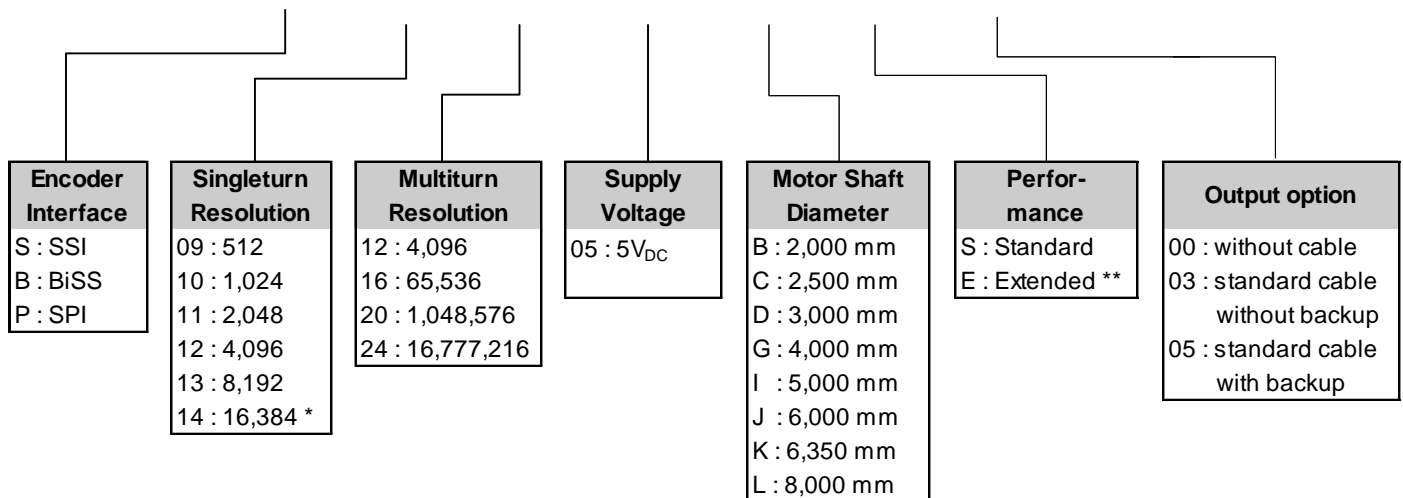 Encoder
Interface
S : SSI
B : BiSS
P : SPI
Singleturn
Resolution
09 : 512
10 : 1,024
11 : 2,048
12 : 4,096
13 : 8,192
14 : 16,384 *
Multiturn
Resolution
12 : 4,096
16 : 65,536
20 : 1,048,576
24 : 16,777,216
Supply
Voltage
05 : 5VDC
Motor Shaft
Diameter
B : 2,000 mm
C : 2,500 mm
D : 3,000 mm
G : 4,000 mm
I : 5,000 mm
J : 6,000 mm
K : 6,350 mm
L : 8,000 mm
Perfor-
mance
S : Standard
E : Extended **
Output option
00 : without cable
03 : standard cable
without backup
05 : standard cable
with backup